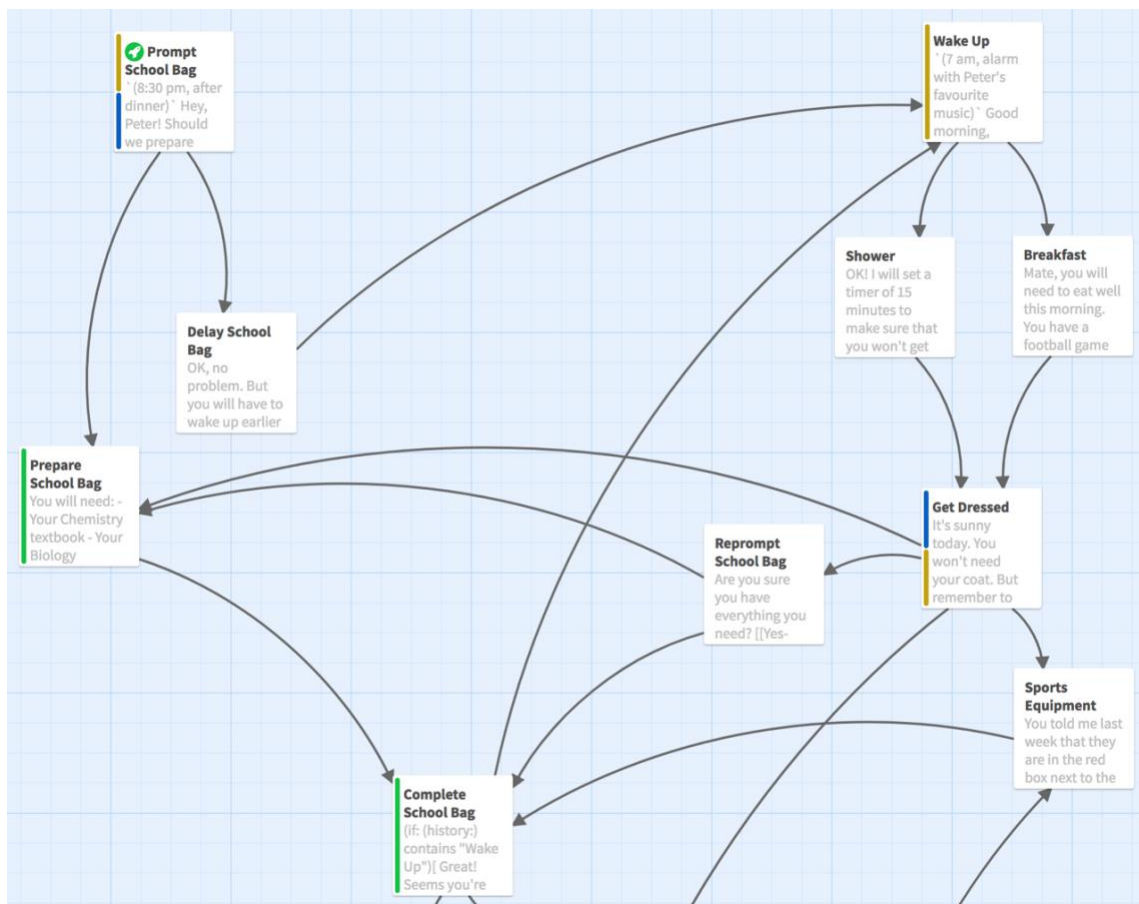 Prompt
School Bag
`(8:30 pm, after
dinner)` Hey,
Peter! Should
we prepare
Wake Up
`(7 am, alarm
with Peter's
favourite
music)` Good
morning,
Shower
OK! I will set a
timer of 15
minutes to
make sure that
you won't get
Breakfast
Mate, you will
need to eat well
this morning.
You have a
football game
Delay School
Bag
OK, no
problem. But
you will have to
wake up earlier
Prepare
School Bag
You will need: -
Your Chemistry
textbook - Your
Biology
Get Dressed
It's sunny
today. You
won't need
your coat. But
remember to
Reprompt
School Bag
Are you sure
you have
everything you
need? [[Yes-
Sports
Equipment
You told me last
week that they
are in the red
box next to the
Complete
School Bag
(if: (history:)
contains "Wake
Up")[ Great!
Seems you're